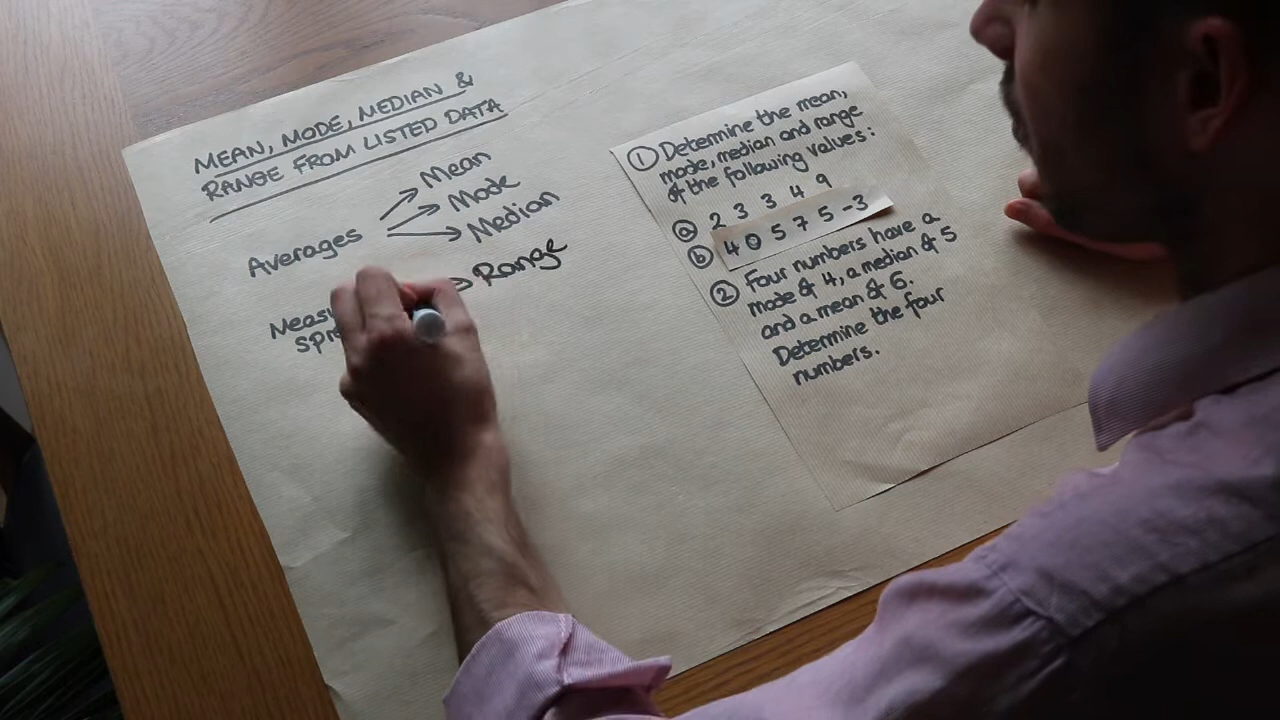 MEAN, MODE, MEDIAN &
RANGE FROM LISTED DATA
Averages
Mean
Mode
Median
Range
① Determine the mean,
mode, median and range
of the following values:
ⓐ 2 3 3 4 9
ⓑ 4 0 5 7 5 -3
② Four numbers have a
mode of 4, a median of 5
and a mean of 6.
Determine the four
numbers.